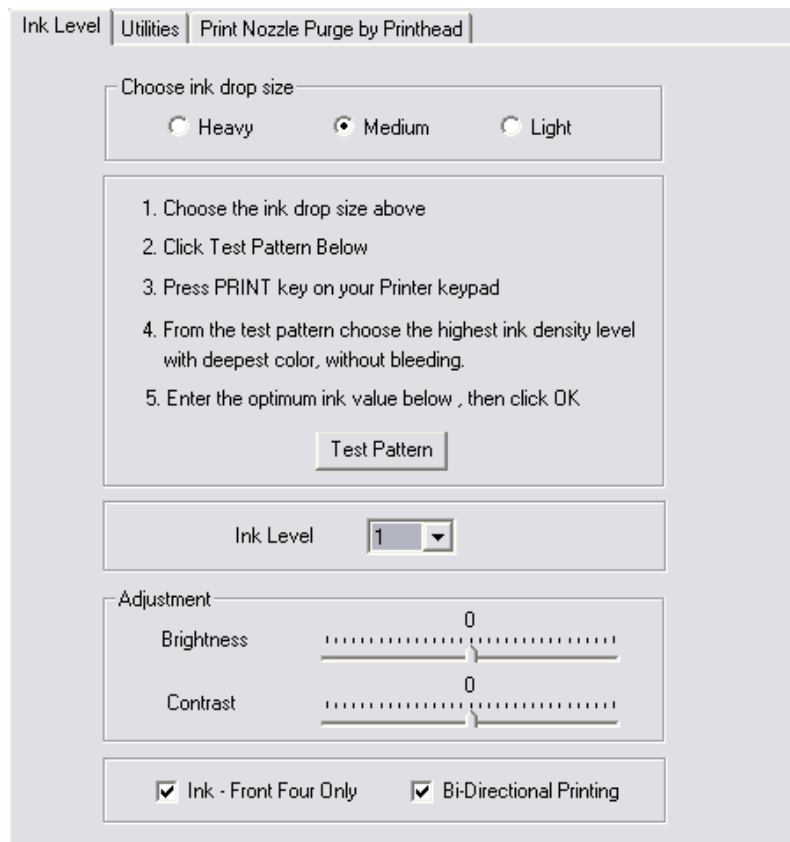 Ink Level Utilities Print Nozzle Purge by Printhead
Choose ink drop size
Heavy Medium Light
1. Choose the ink drop size above
2. Click Test Pattern Below
3. Press PRINT key on your Printer keypad
4. From the test pattern choose the highest ink density level
with deepest color, without bleeding.
5. Enter the optimum ink value below , then click OK
Test Pattern
Ink Level 1
Adjustment
0
Brightness
0
Contrast
Ink - Front Four Only Bi-Directional Printing